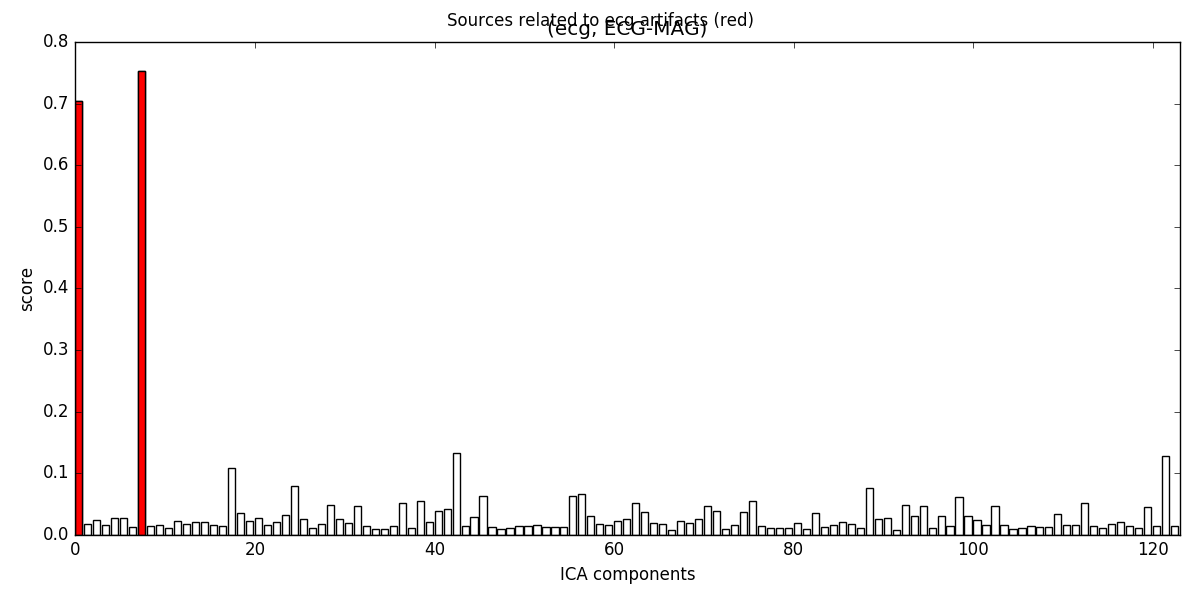 Sources related to ecg artifacts (red)
(ecg, ECG-MAG)
0.8
0.7
0.6
0.5
0.4
0.3
0.2
0.1
0.0
score
0 20 40 60 80 100 120
ICA components